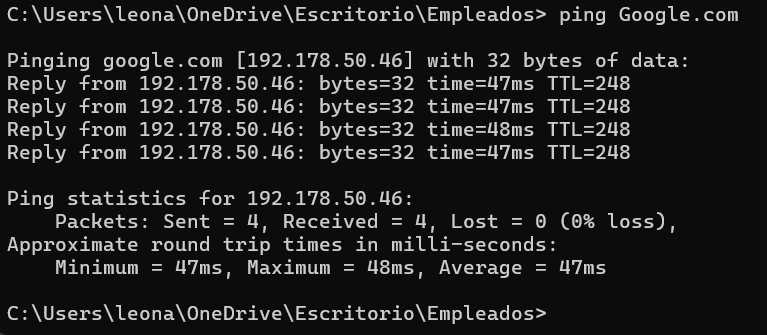 C:\Users\leona\OneDrive\Escritorio\Empleados> ping Google.com
Pinging google.com [192.178.50.46] with 32 bytes of data:
Reply from 192.178.50.46: bytes=32 time=47ms TTL=248
Reply from 192.178.50.46: bytes=32 time=47ms TTL=248
Reply from 192.178.50.46: bytes=32 time=48ms TTL=248
Reply from 192.178.50.46: bytes=32 time=47ms TTL=248
Ping statistics for 192.178.50.46:
    Packets: Sent = 4, Received = 4, Lost = 0 (0% loss),
Approximate round trip times in milli-seconds:
    Minimum = 47ms, Maximum = 48ms, Average = 47ms
C:\Users\leona\OneDrive\Escritorio\Empleados>